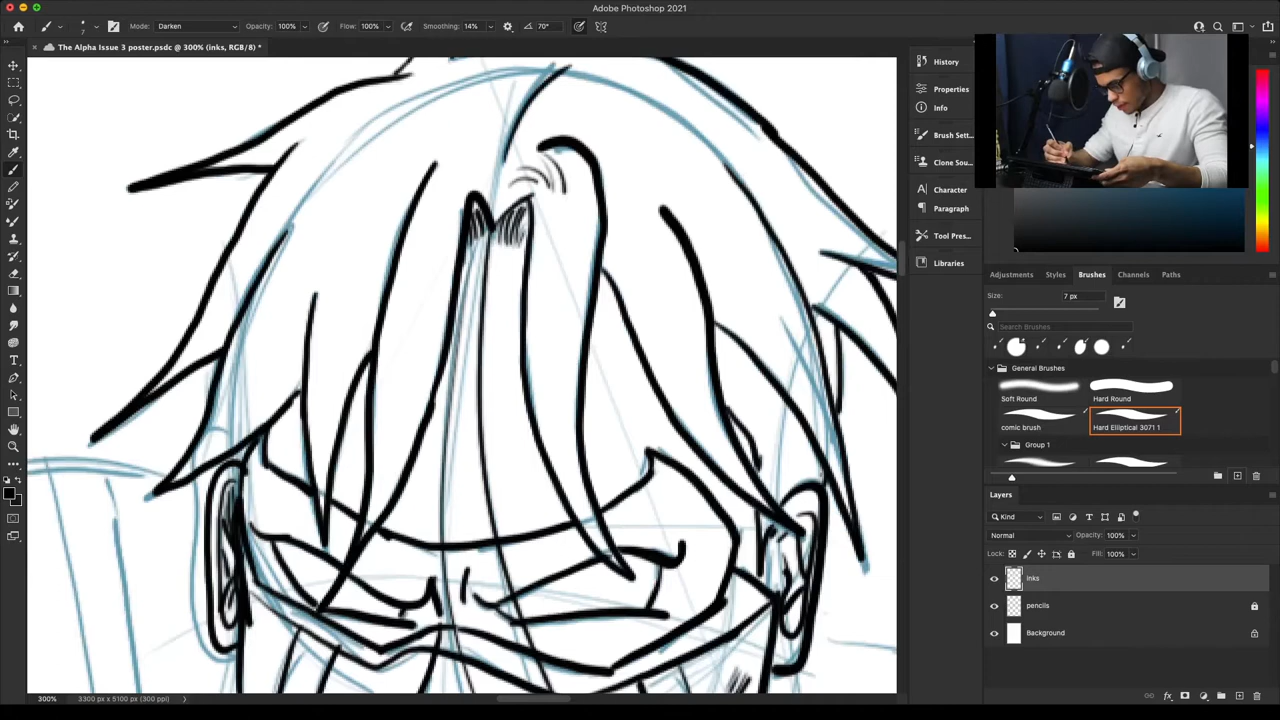 Adobe Photoshop 2021
7 Mode: Darken Opacity: 100% Flow: 100% Smoothing: 14% 70°
The Alpha Issue 3 poster.psdc @ 300% (inks, RGB/8) *
History
Properties
Info
Brush Sett...
Clone Sou...
Character
Paragraph
Tool Pres...
Libraries
Adjustments Styles Brushes Channels Paths
Size: 7 px
Search Brushes
General Brushes
Soft Round Hard Round
comic brush Hard Elliptical 3071 1
Group 1
Layers
Kind
Normal Opacity: 100%
Lock: Fill: 100%
inks
pencils
Background
300% 3300 px x 5100 px (300 ppi)